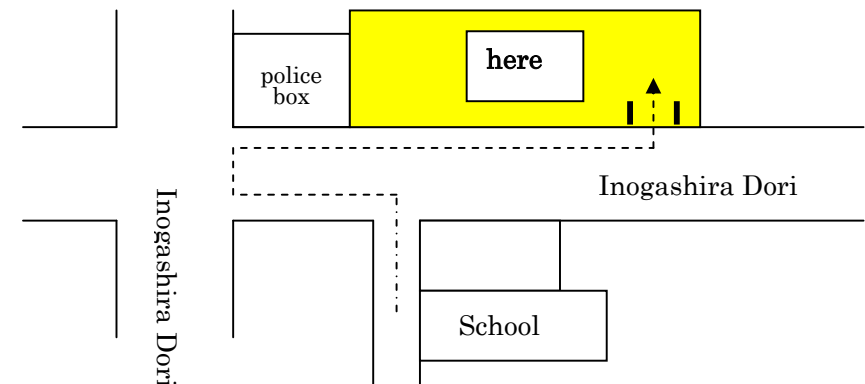 police
box
here
Inogashira Dori
Inogashira Dori
School